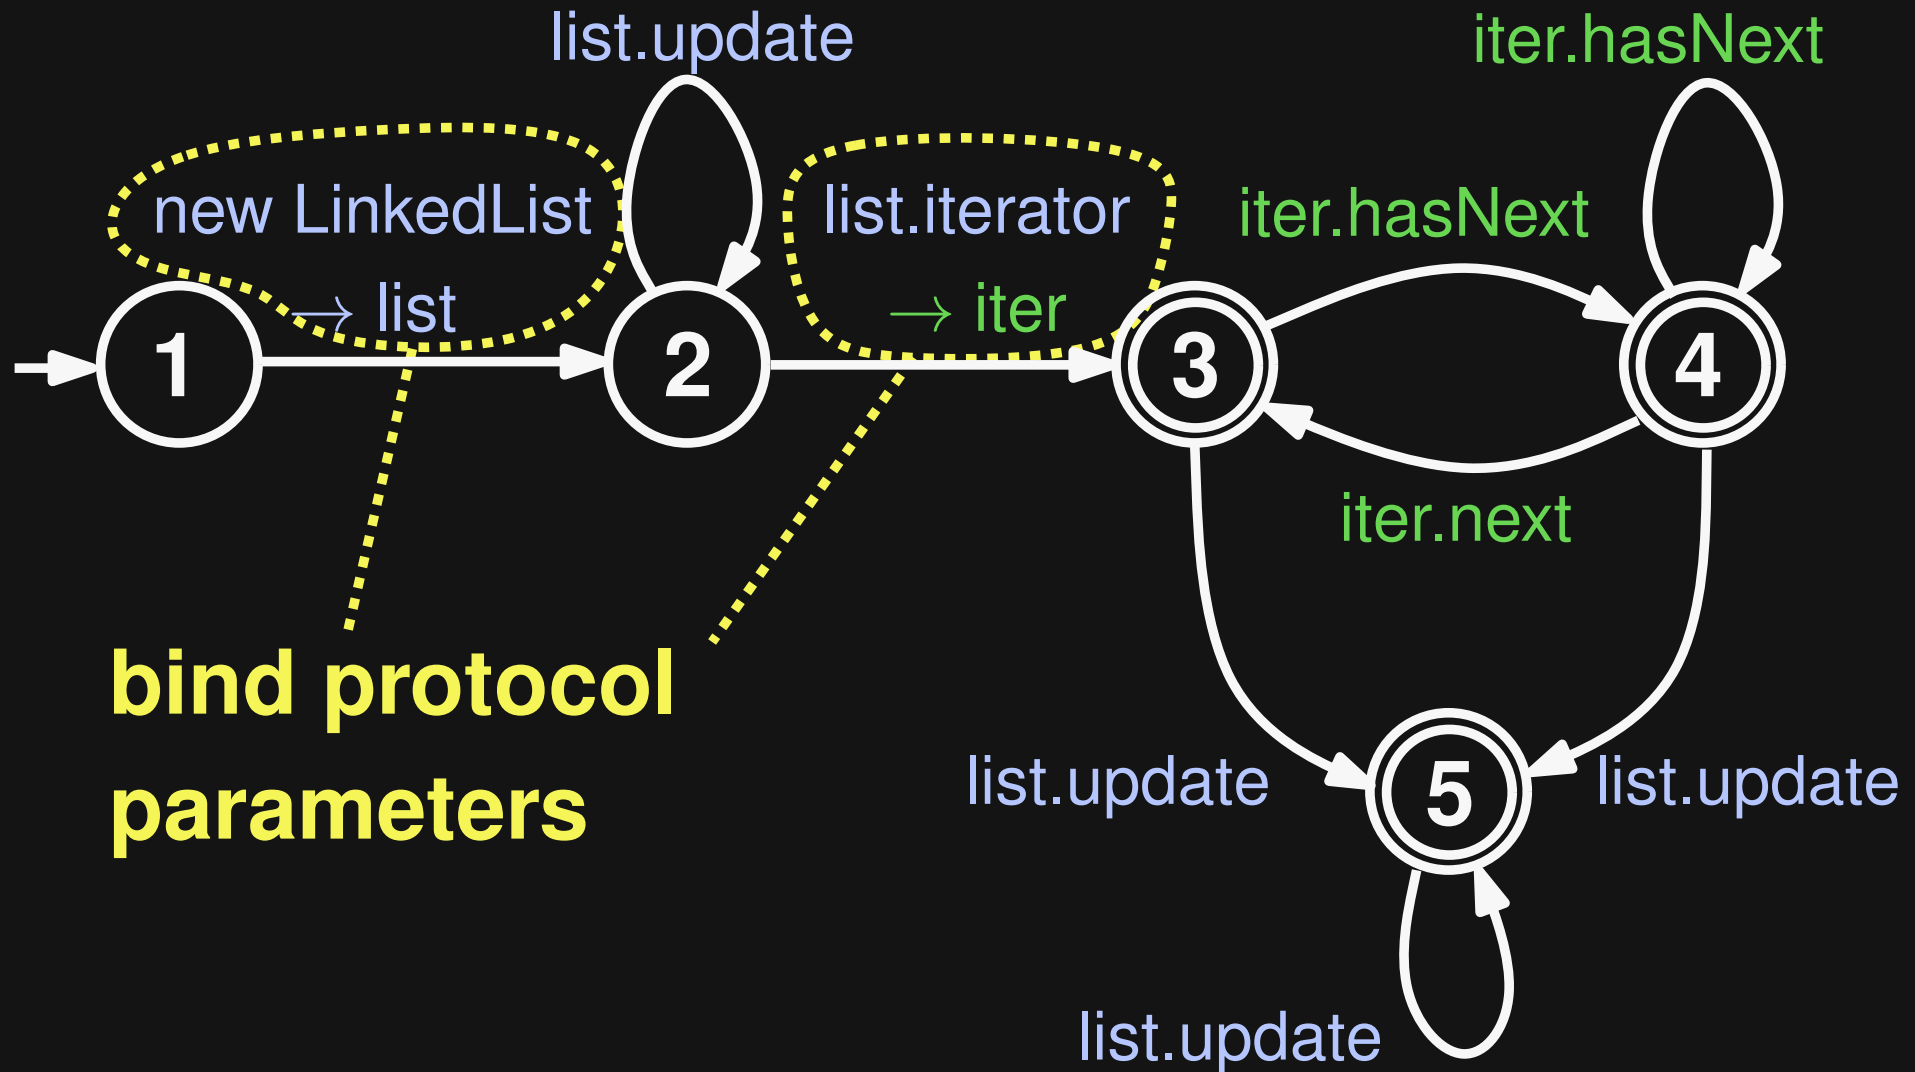 list.update
iter.hasNext
new LinkedList
→ list
list.iterator
→ iter
iter.hasNext
1
2
3
4
iter.next
bind protocol
parameters
list.update
5
list.update
list.update